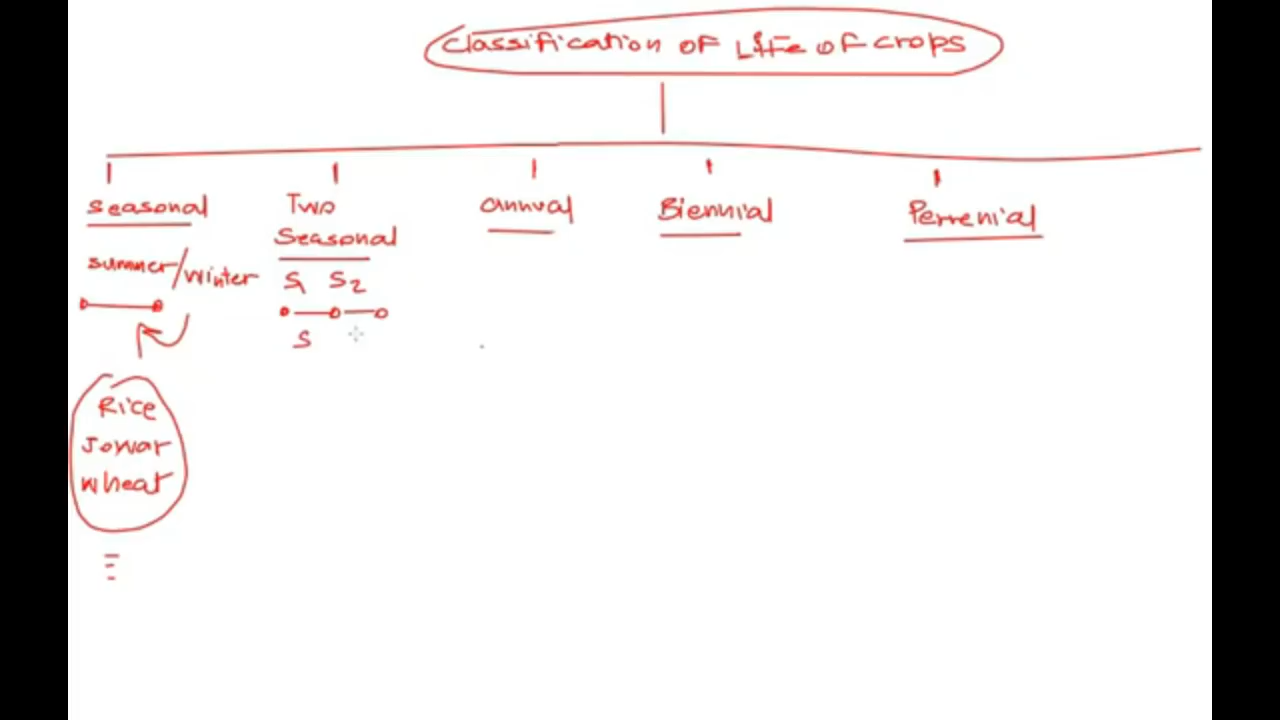 Classification of Life of crops
Seasonal
Two
Seasonal
annual
Biennial
Perrenial
summer/winter
S1 S2
S
Rice
Jowar
wheat